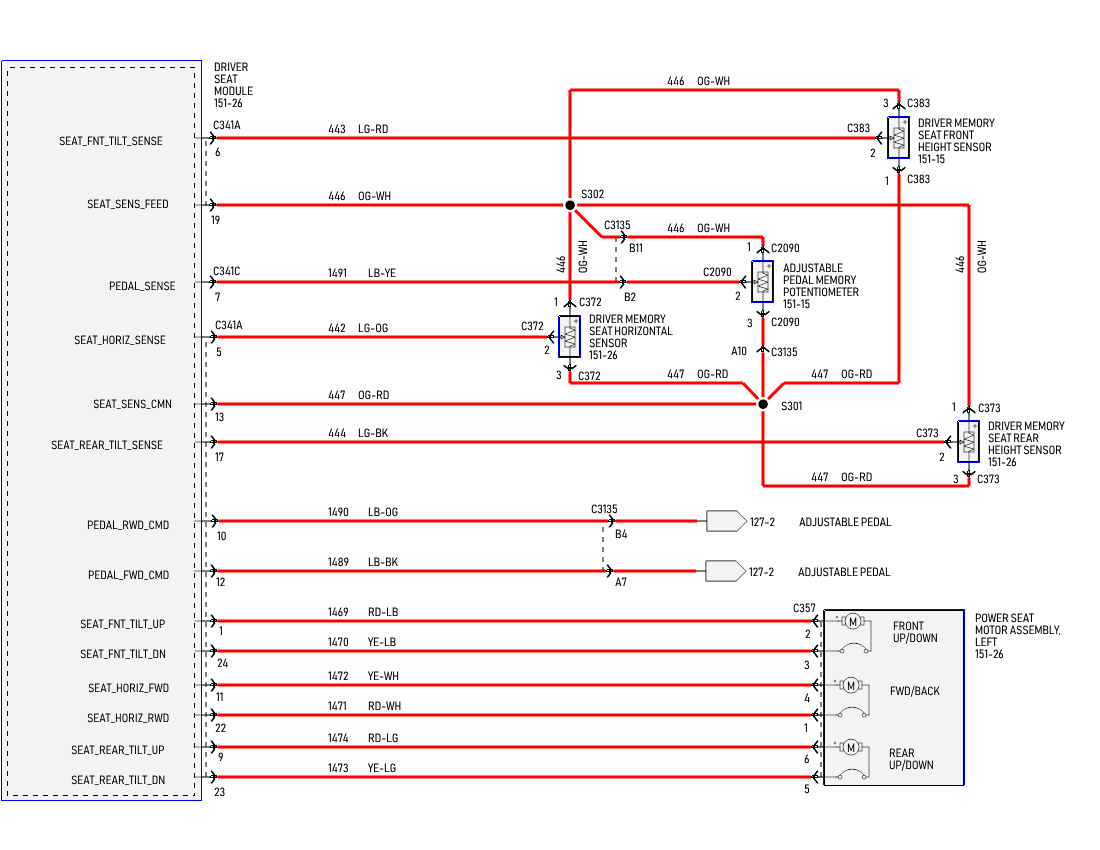 DRIVER
SEAT
MODULE
151-26
446 OG-WH
3 C383
C341A
SEAT_FNT_TILT_SENSE
6
443 LG-RD
C383
2
DRIVER MEMORY
SEAT FRONT
HEIGHT SENSOR
151-15
1 C383
SEAT_SENS_FEED
19
446 OG-WH
S302
C3135
B11
446 OG-WH
446 OG-WH
446 OG-WH
1 C2090
C341C
PEDAL_SENSE
7
1491 LB-YE
B2
C2090
2
ADJUSTABLE
PEDAL MEMORY
POTENTIOMETER
151-15
3 C2090
1 C372
C341A
SEAT_HORIZ_SENSE
5
442 LG-OG
C372
2
DRIVER MEMORY
SEAT HORIZONTAL
SENSOR
151-26
3 C372
A10 C3135
447 OG-RD
447 OG-RD
SEAT_SENS_CMN
13
447 OG-RD
S301
1 C373
SEAT_REAR_TILT_SENSE
17
444 LG-BK
C373
2
DRIVER MEMORY
SEAT REAR
HEIGHT SENSOR
151-26
447 OG-RD
3 C373
PEDAL_RWD_CMD
10
1490 LB-OG
C3135
B4
127-2 ADJUSTABLE PEDAL
PEDAL_FWD_CMD
12
1489 LB-BK
A7
127-2 ADJUSTABLE PEDAL
SEAT_FNT_TILT_UP
1
1469 RD-LB
C357
2
M
FRONT
UP/DOWN
POWER SEAT
MOTOR ASSEMBLY,
LEFT
151-26
SEAT_FNT_TILT_DN
24
1470 YE-LB
3
SEAT_HORIZ_FWD
11
1472 YE-WH
4
M
FWD/BACK
SEAT_HORIZ_RWD
22
1471 RD-WH
1
SEAT_REAR_TILT_UP
9
1474 RD-LG
6
M
REAR
UP/DOWN
SEAT_REAR_TILT_DN
23
1473 YE-LG
5